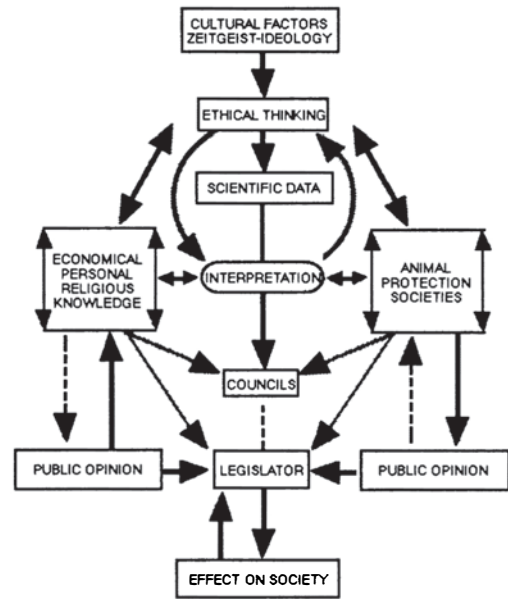 CULTURAL FACTORS
ZEITGEIST-IDEOLOGY
ETHICAL THINKING
SCIENTIFIC DATA
ECONOMICAL
PERSONAL
RELIGIOUS
KNOWLEDGE
INTERPRETATION
ANIMAL
PROTECTION
SOCIETIES
COUNCILS
PUBLIC OPINION
LEGISLATOR
PUBLIC OPINION
EFFECT ON SOCIETY